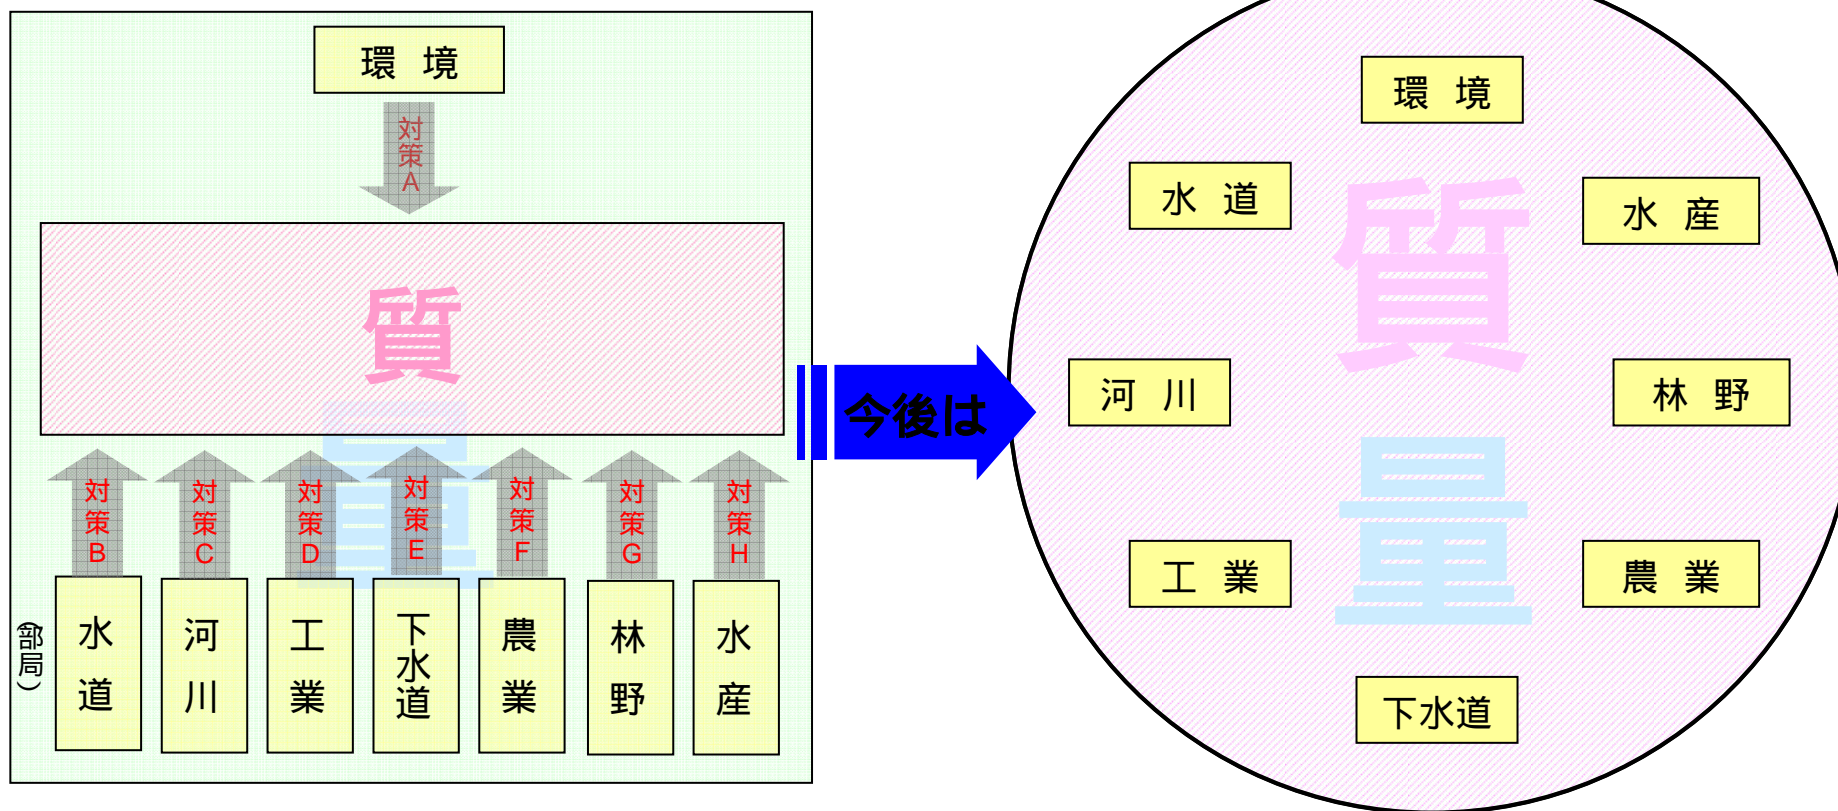 環 境
対策A
質
量
対策B
対策C
対策D
対策E
対策F
対策G
対策H
(部局)
水道
河川
工業
下水道
農業
林野
水産
今後は
環 境
水 道
水 産
質
河 川
林 野
量
工 業
農 業
下水道